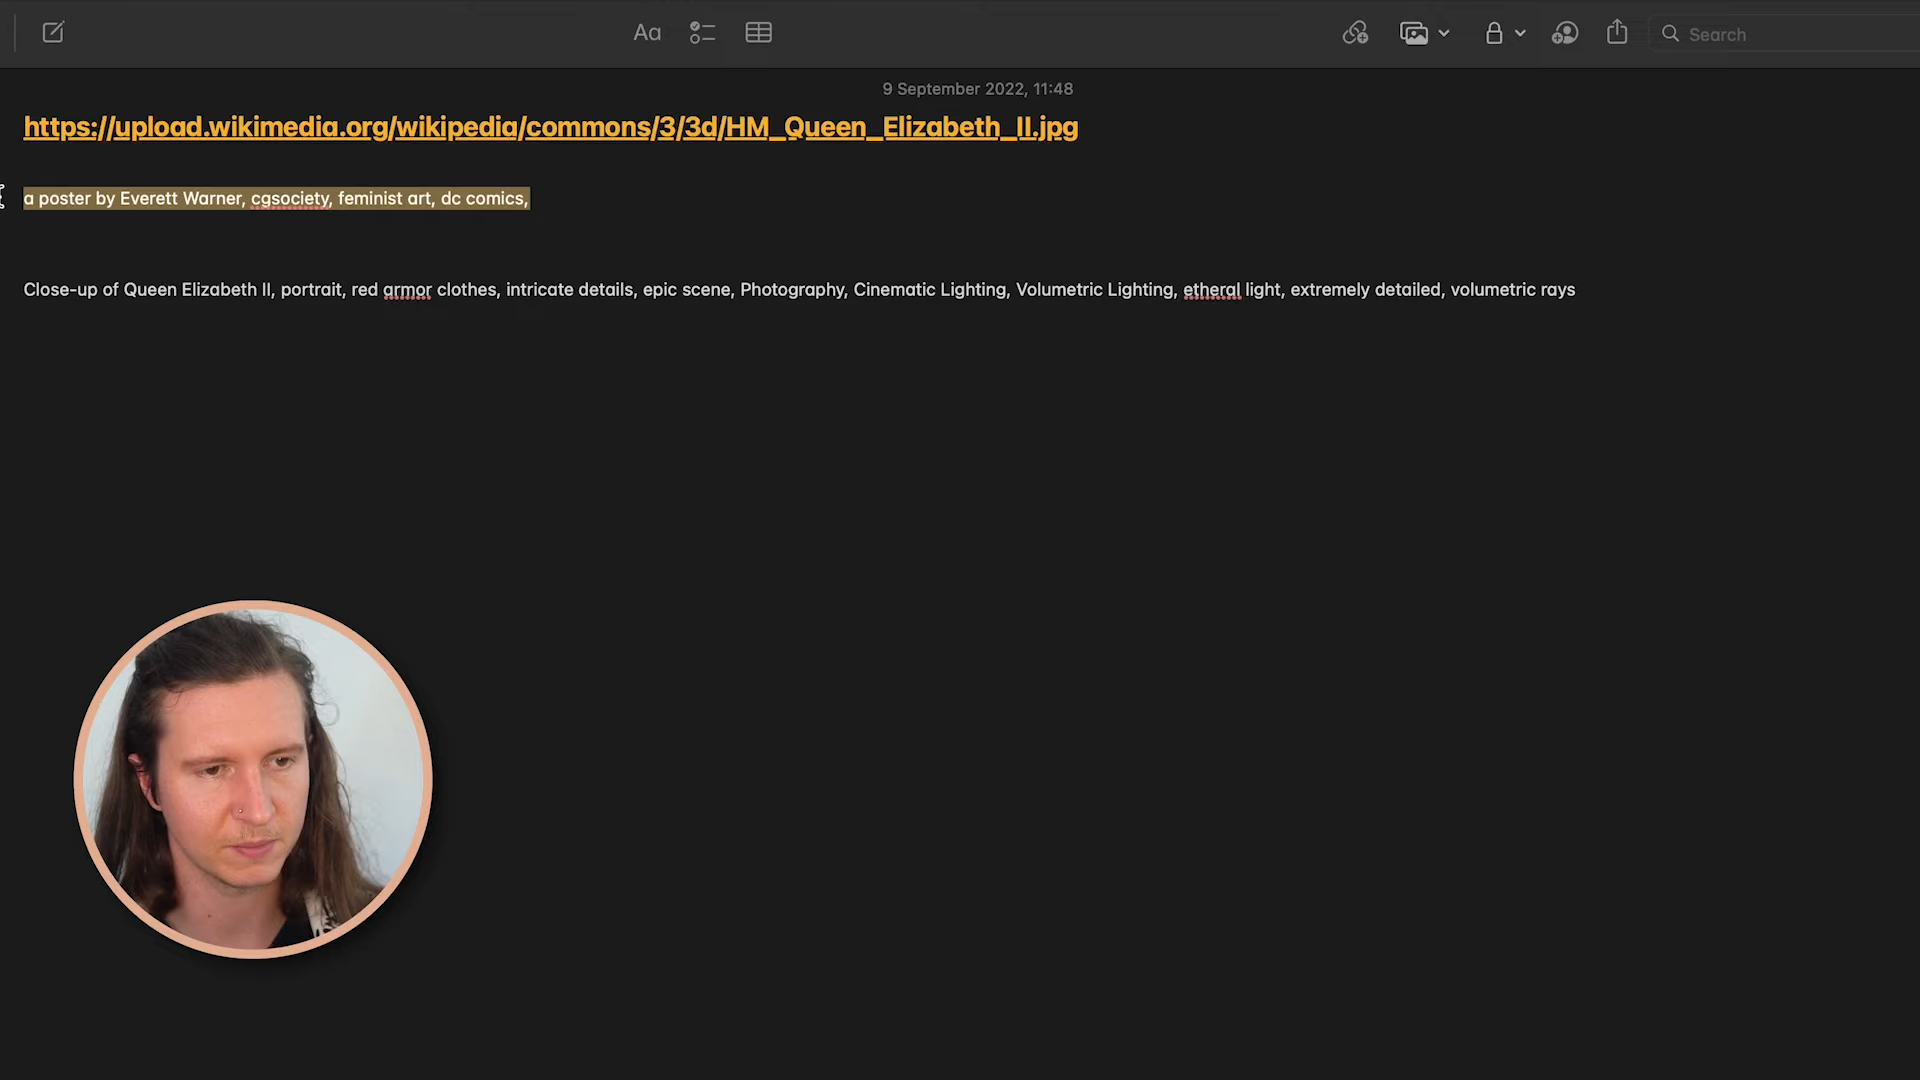 Aa
Search
9 September 2022, 11:48
https://upload.wikimedia.org/wikipedia/commons/3/3d/HM_Queen_Elizabeth_II.jpg
a poster by Everett Warner, cgsociety, feminist art, dc comics,
Close-up of Queen Elizabeth II, portrait, red armor clothes, intricate details, epic scene, Photography, Cinematic Lighting, Volumetric Lighting, etheral light, extremely detailed, volumetric rays